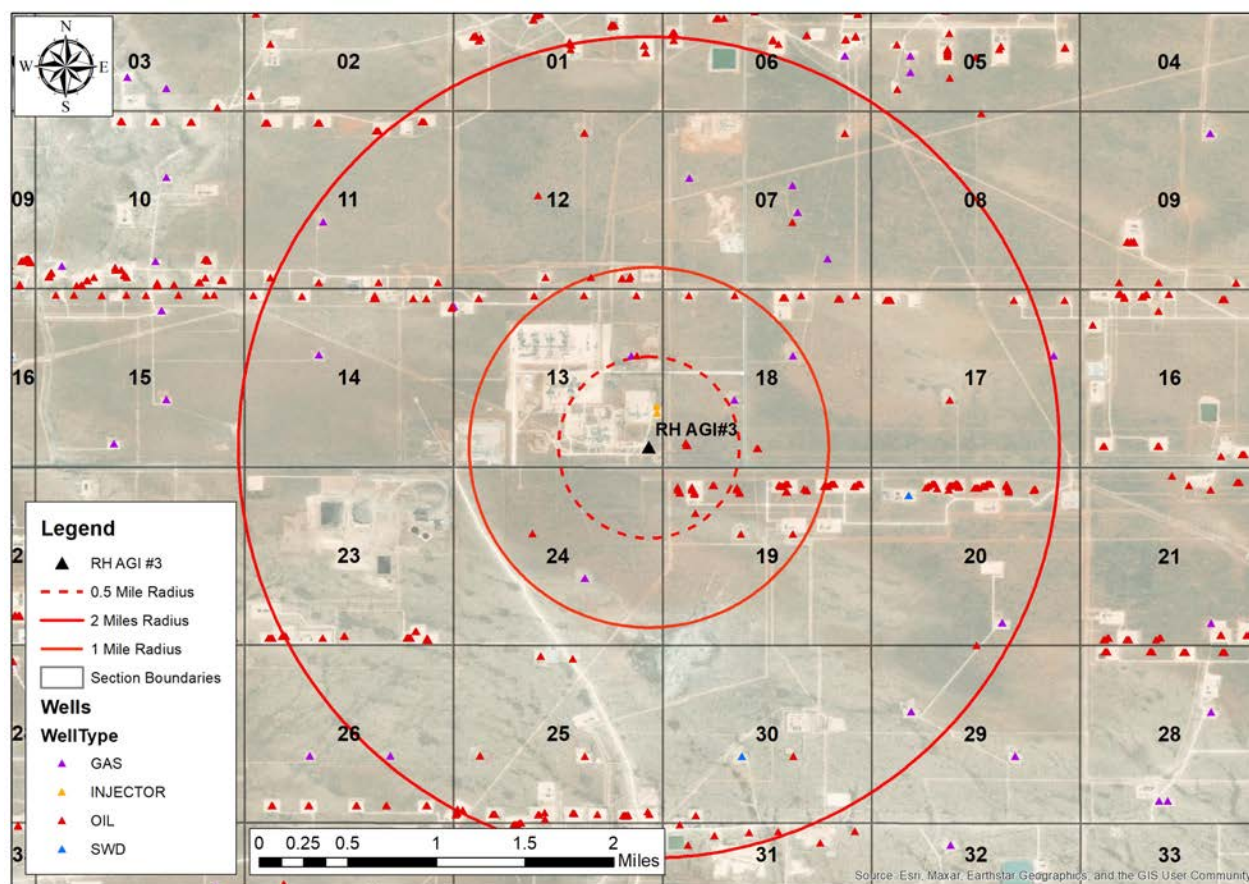 N
W E
S
03 02 01 06 05 04
09 10 11 12 07 08 09
16 15 14 13 18 17 16
RH AGI#3
23 24 19 20 21
26 25 30 29 28
31 32 33
Legend
RH AGI #3
0.5 Mile Radius
2 Miles Radius
1 Mile Radius
Section Boundaries
Wells
WellType
GAS
INJECTOR
OIL
SWD
0 0.25 0.5 1 1.5 2
Miles
Source: Esri, Maxar, Earthstar Geographics, and the GIS User Community